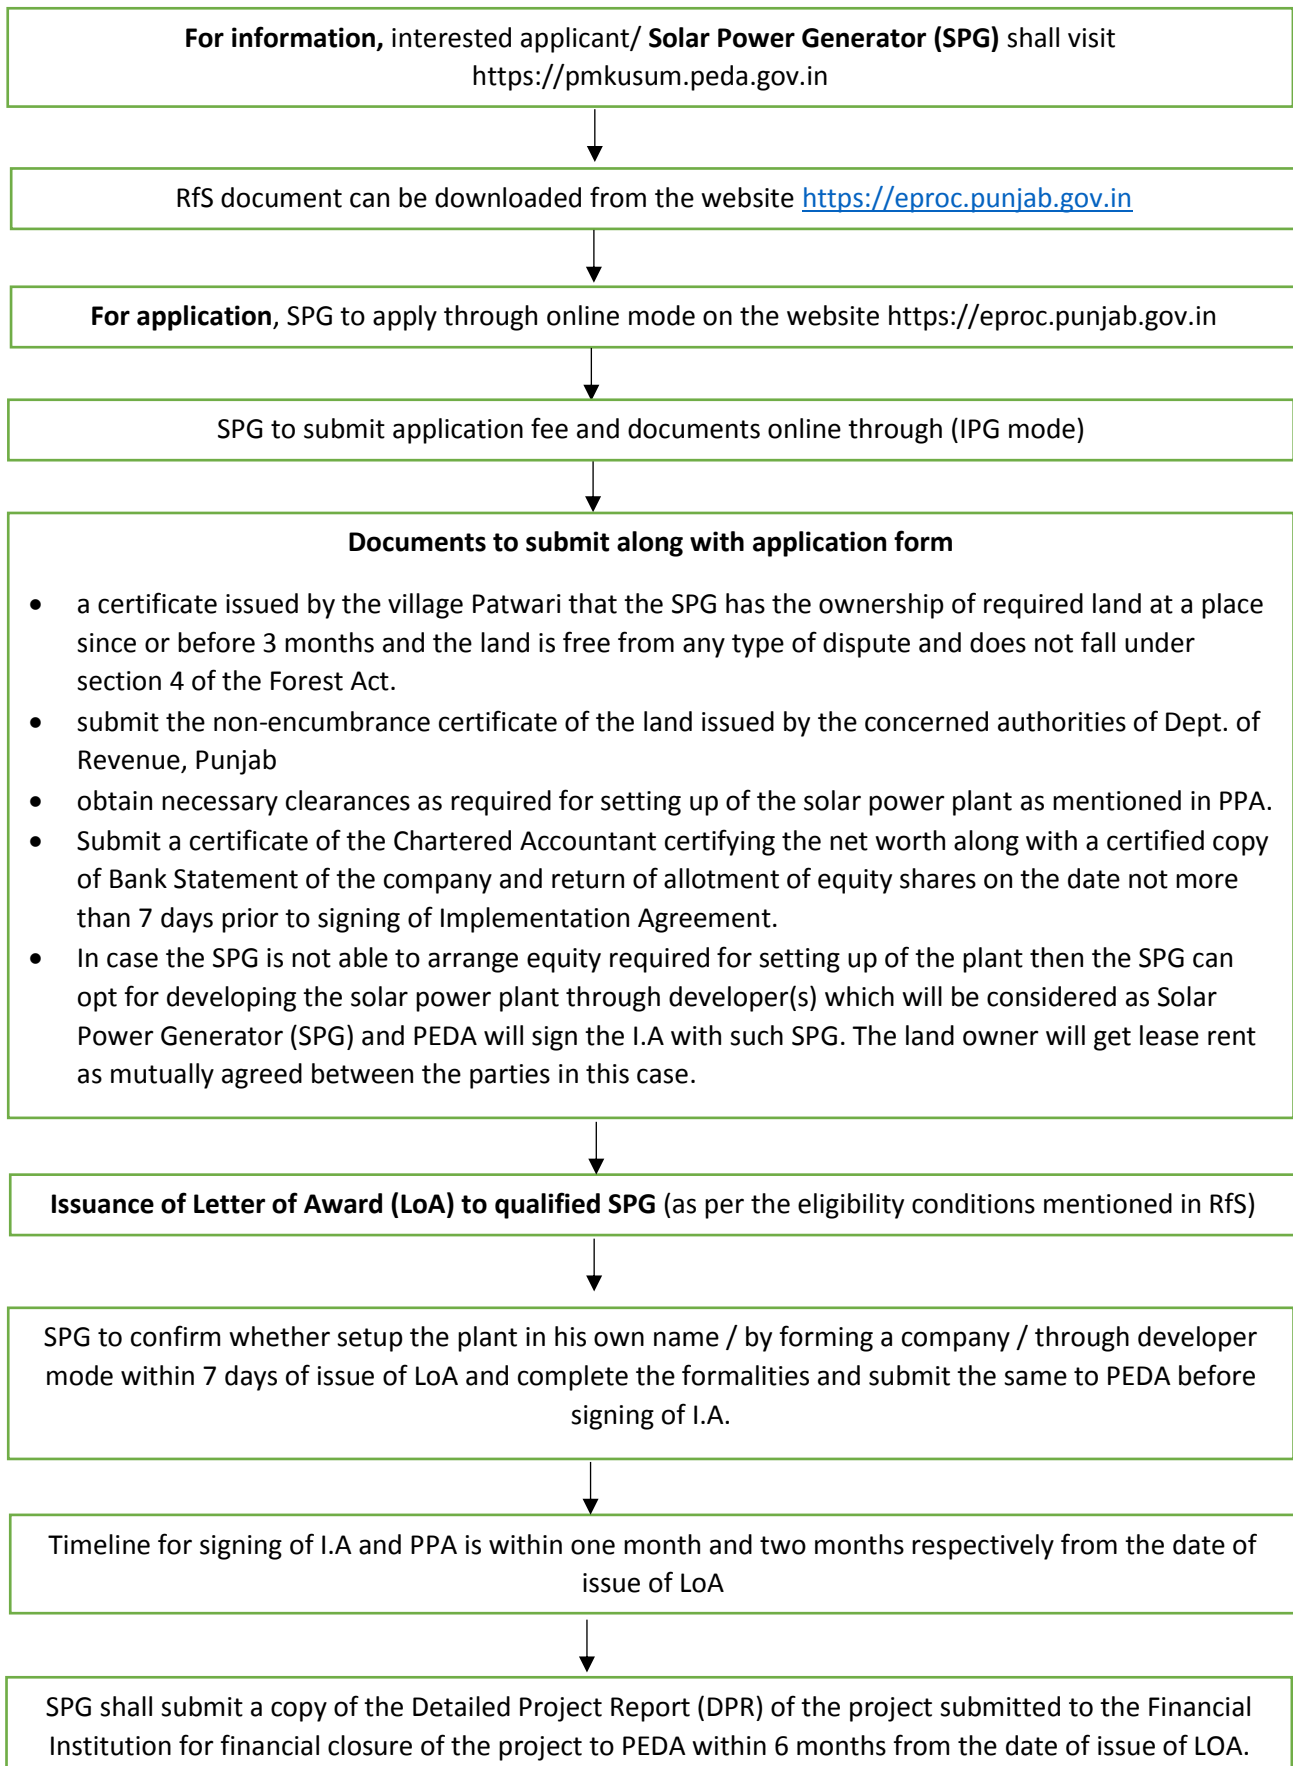 For information, interested applicant/ Solar Power Generator (SPG) shall visit
https://pmkusum.peda.gov.in
RfS document can be downloaded from the website https://eproc.punjab.gov.in
For application, SPG to apply through online mode on the website https://eproc.punjab.gov.in
SPG to submit application fee and documents online through (IPG mode)
Documents to submit along with application form
• a certificate issued by the village Patwari that the SPG has the ownership of required land at a place
since or before 3 months and the land is free from any type of dispute and does not fall under
section 4 of the Forest Act.
• submit the non-encumbrance certificate of the land issued by the concerned authorities of Dept. of
Revenue, Punjab
• obtain necessary clearances as required for setting up of the solar power plant as mentioned in PPA.
• Submit a certificate of the Chartered Accountant certifying the net worth along with a certified copy
of Bank Statement of the company and return of allotment of equity shares on the date not more
than 7 days prior to signing of Implementation Agreement.
• In case the SPG is not able to arrange equity required for setting up of the plant then the SPG can
opt for developing the solar power plant through developer(s) which will be considered as Solar
Power Generator (SPG) and PEDA will sign the I.A with such SPG. The land owner will get lease rent
as mutually agreed between the parties in this case.
Issuance of Letter of Award (LoA) to qualified SPG (as per the eligibility conditions mentioned in RfS)
SPG to confirm whether setup the plant in his own name / by forming a company / through developer
mode within 7 days of issue of LoA and complete the formalities and submit the same to PEDA before
signing of I.A.
Timeline for signing of I.A and PPA is within one month and two months respectively from the date of
issue of LoA
SPG shall submit a copy of the Detailed Project Report (DPR) of the project submitted to the Financial
Institution for financial closure of the project to PEDA within 6 months from the date of issue of LOA.